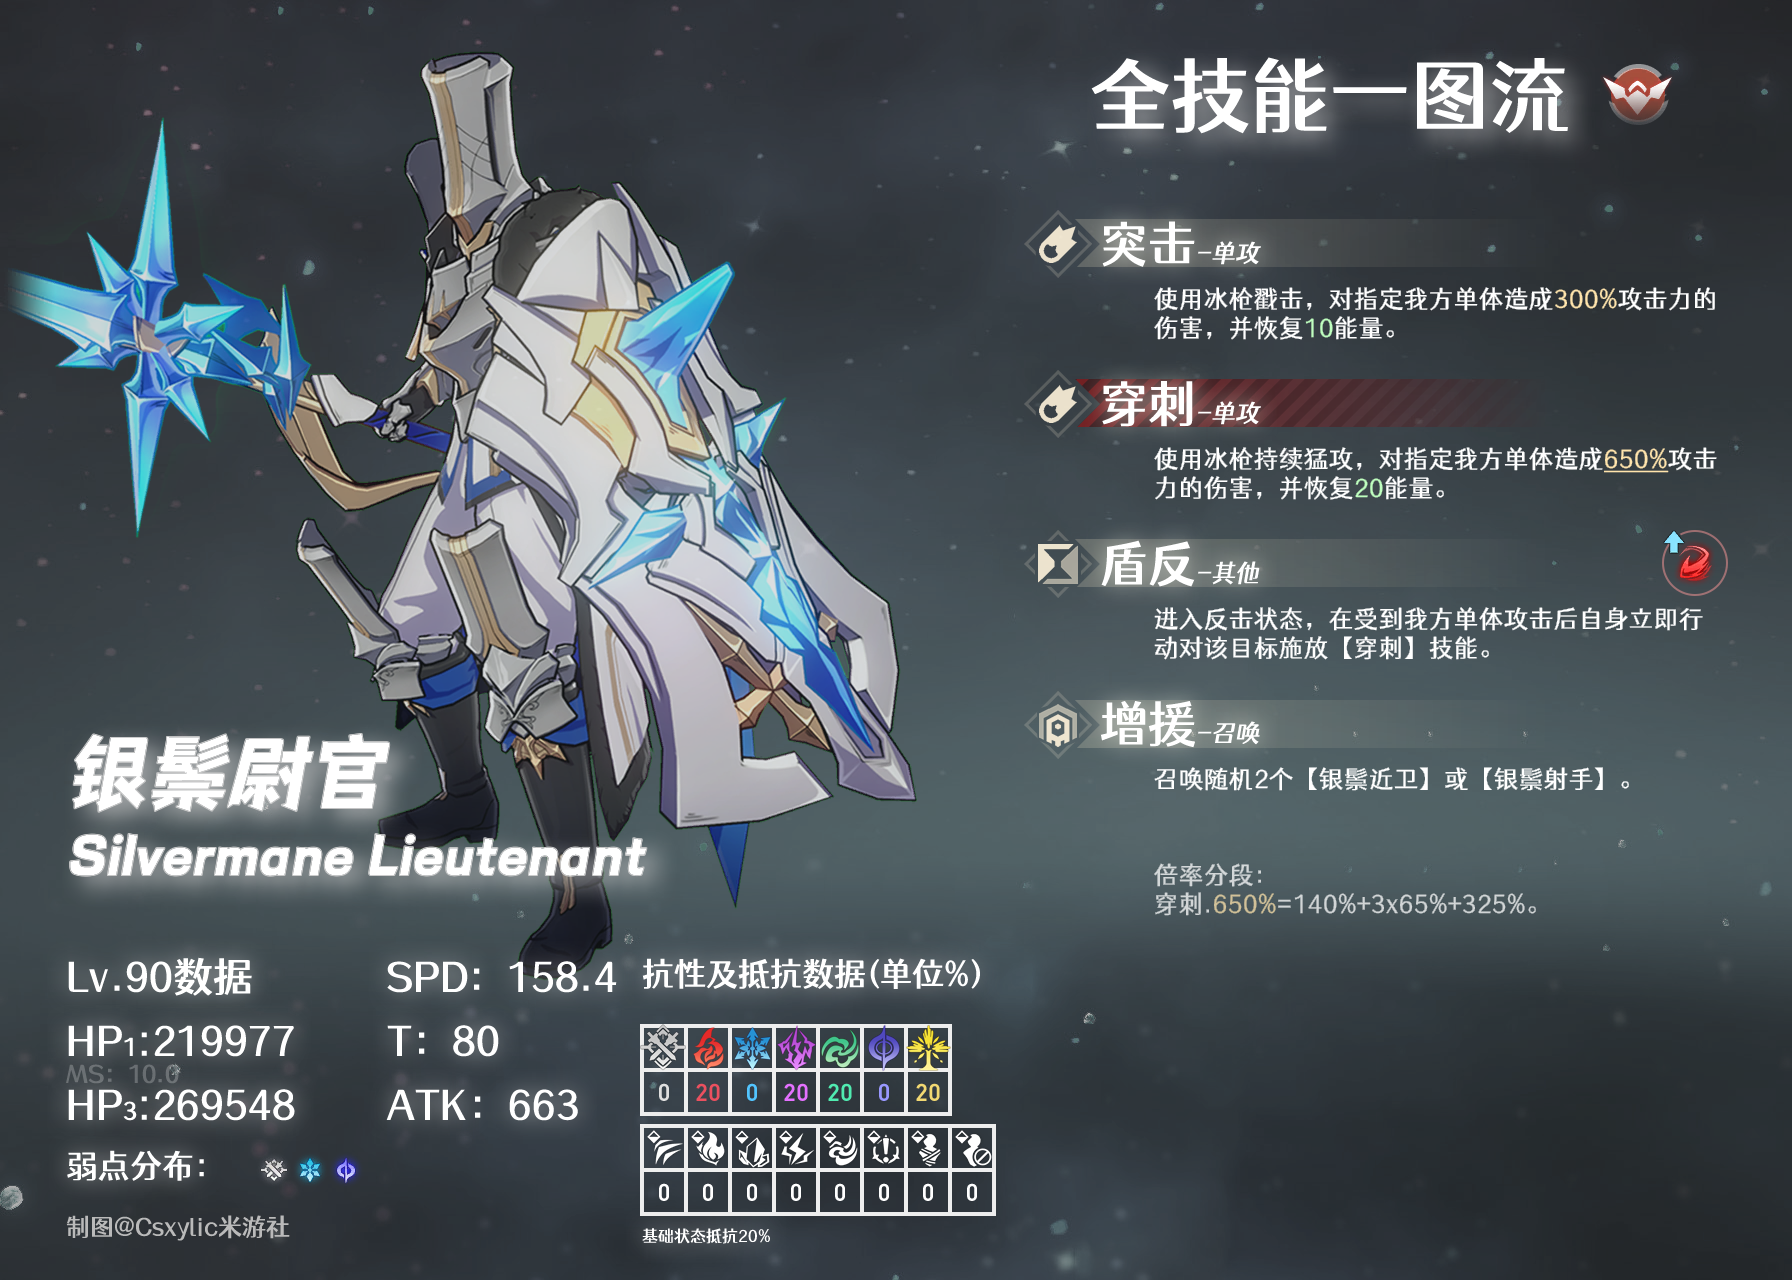 全技能一图流
突击-单攻
使用冰枪戳击，对指定我方单体造成300%攻击力的
伤害，并恢复10能量。
穿刺-单攻
使用冰枪持续猛攻，对指定我方单体造成650%攻击
力的伤害，并恢复20能量。
盾反-其他
进入反击状态，在受到我方单体攻击后自身立即行
动对该目标施放【穿刺】技能。
增援-召唤
召唤随机2个【银鬃近卫】或【银鬃射手】。
倍率分段：
穿刺.650%=140%+3x65%+325%。
银鬃尉官
Silvermane Lieutenant
Lv.90数据
SPD：158.4
HP1:219977
T：80
MS：10.0
HP3:269548
ATK：663
弱点分布：
制图@Csxylic米游社
抗性及抵抗数据(单位%)
0 20 0 20 20 0 20
0 0 0 0 0 0 0 0
基础状态抵抗20%